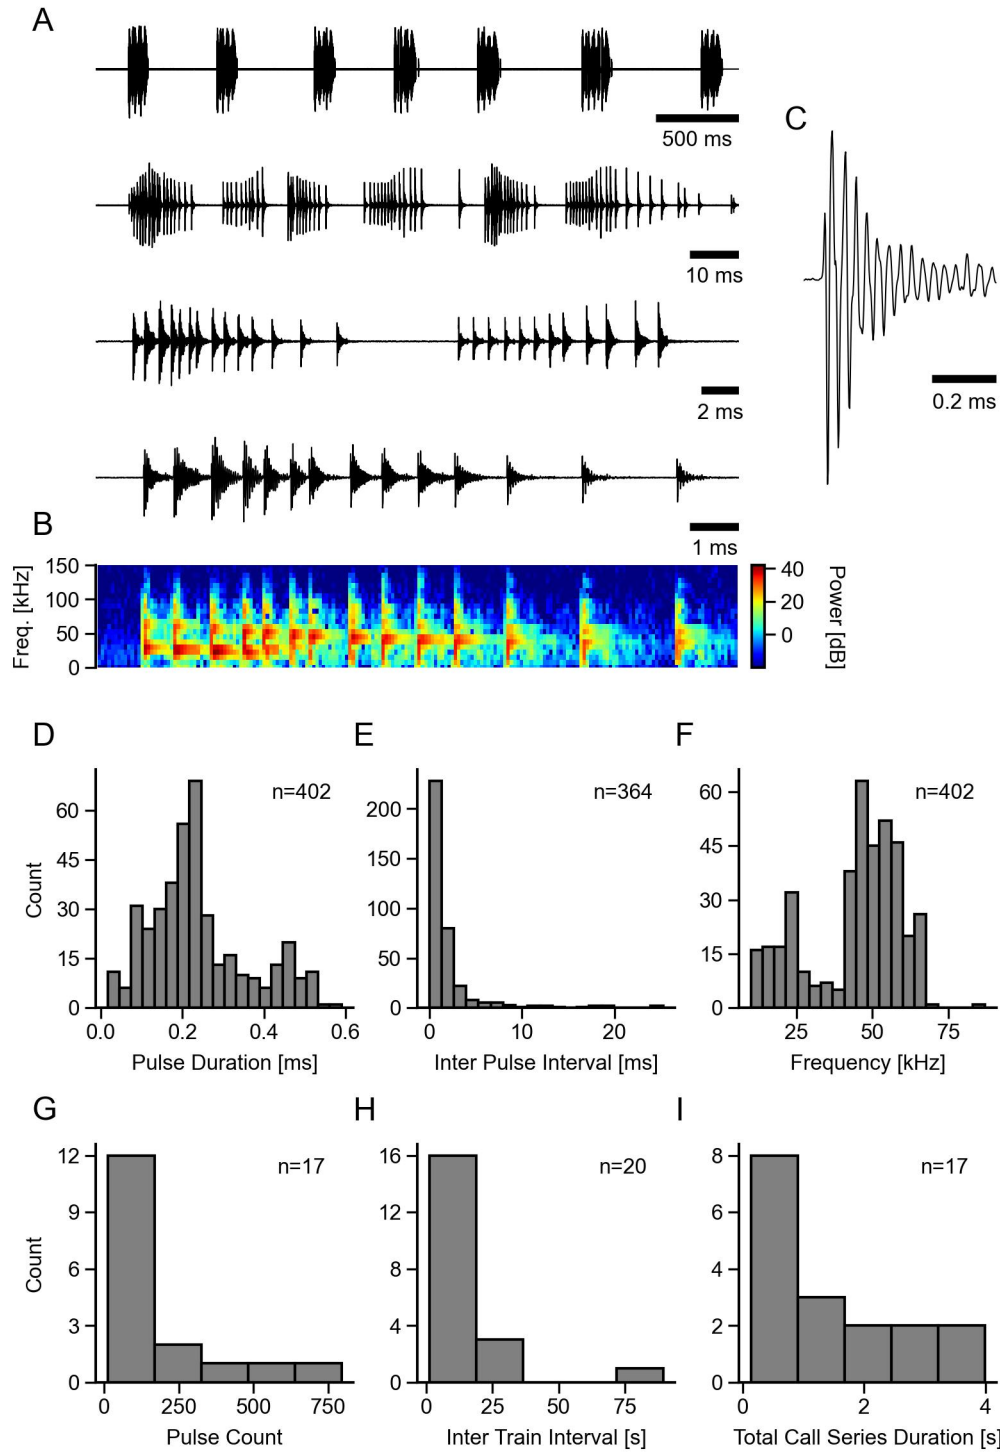 A
500 ms
C
10 ms
2 ms
0.2 ms
B
1 ms
Freq. [kHz]
150
100
50
0
40
20
0
Power [dB]
D
E
F
n=402
n=364
n=402
Count
60
45
30
15
0
200
150
100
50
0
60
45
30
15
0
0.0 0.2 0.4 0.6
0 10 20
25 50 75
Pulse Duration [ms]
Inter Pulse Interval [ms]
Frequency [kHz]
G
H
I
n=17
n=20
n=17
Count
12
9
6
3
0
16
12
8
4
0
8
6
4
2
0
0 250 500 750
0 25 50 75
0 2 4
Pulse Count
Inter Train Interval [s]
Total Call Series Duration [s]